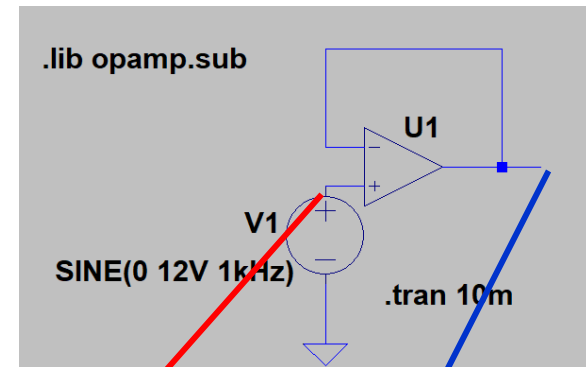 .lib opamp.sub
U1
−
+
V1
+
−
SINE(0 12V 1kHz)
.tran 10m